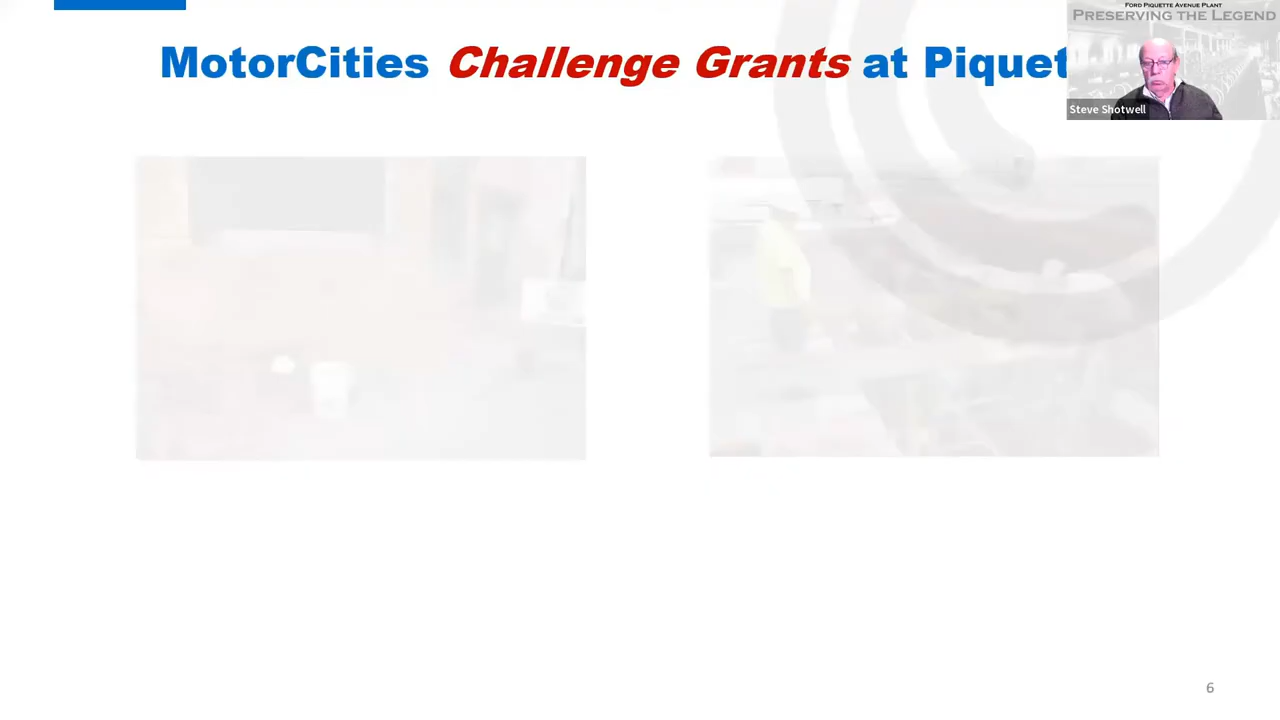 MotorCities Challenge Grants at Piquet
FORD PIQUETTE AVENUE PLANT
PRESERVING THE LEGEND
Steve Shotwell
6